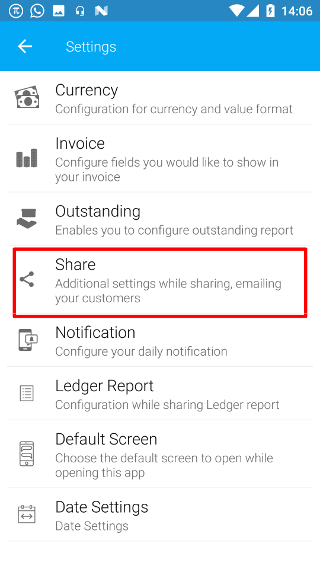 14:06
Settings
Currency
Configuration for currency and value format
Invoice
Configure fields you would like to show in
your invoice
Outstanding
Enables you to configure outstanding report
Share
Additional settings while sharing, emailing
your customers
Notification
Configure your daily notification
Ledger Report
Configuration while sharing Ledger report
Default Screen
Choose the default screen to open while
opening this app
Date Settings
Date Settings